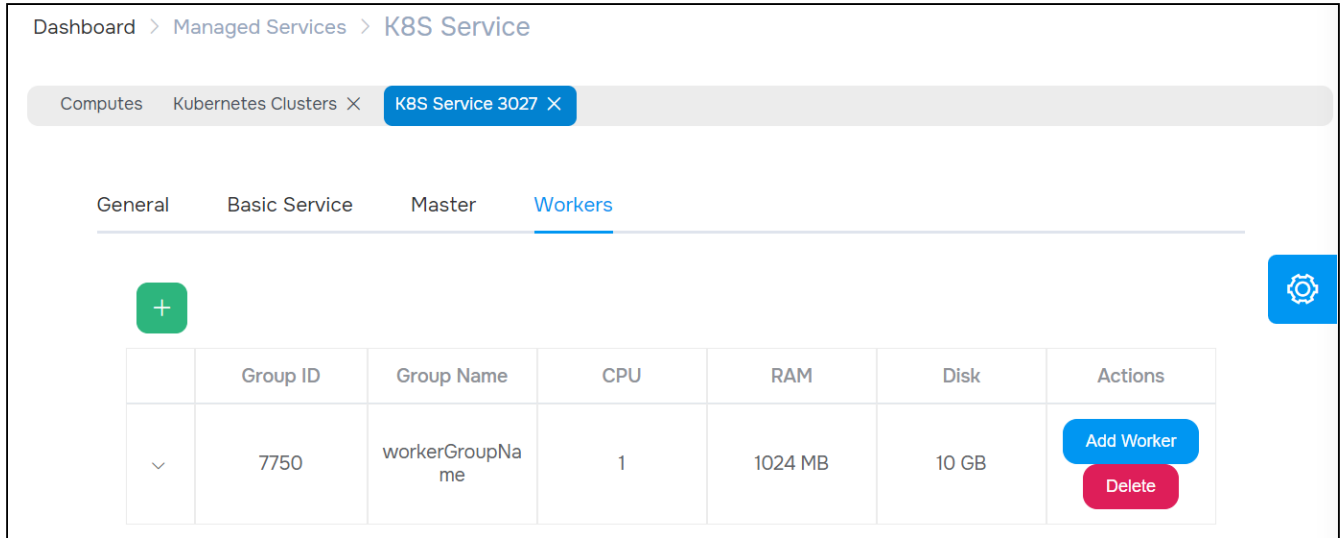 Dashboard > Managed Services > K8S Service
Computes Kubernetes Clusters × K8S Service 3027 ×
General Basic Service Master Workers
+
Group ID Group Name CPU RAM Disk Actions
7750 workerGroupNa
me 1 1024 MB 10 GB Add Worker
Delete